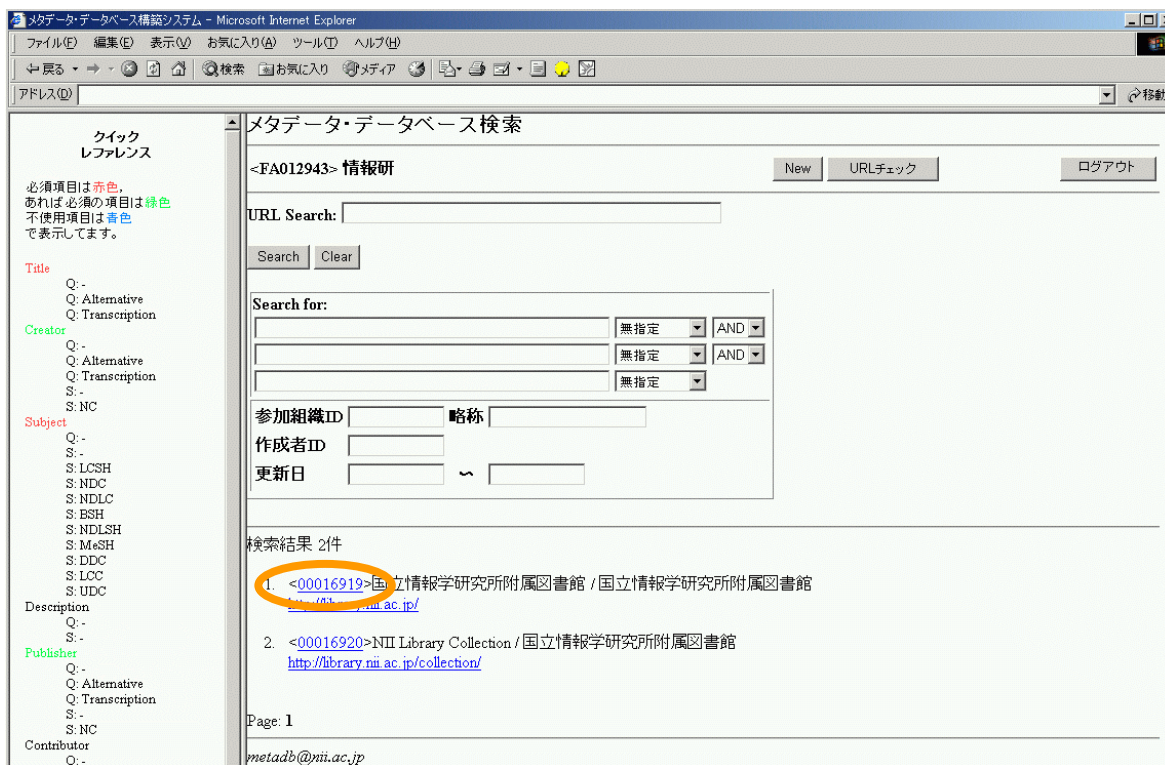 メタデータ・データベース構築システム - Microsoft Internet Explorer
ファイル(F) 編集(E) 表示(V) お気に入り(A) ツール(T) ヘルプ(H)
戻る 検索 お気に入り メディア
アドレス(D) 移動
クイック
レファレンス
必須項目は赤色,
あれば必須の項目は緑色
不使用項目は青色
で表示してます。
Title
Q: -
Q: Alternative
Q: Transcription
Creator
Q: -
Q: Alternative
Q: Transcription
S: -
S: NC
Subject
Q: -
S: -
S: LCSH
S: NDC
S: NDLC
S: BSH
S: NDLSH
S: MeSH
S: DDC
S: LCC
S: UDC
Description
Q: -
S: -
Publisher
Q: -
Q: Alternative
Q: Transcription
S: -
S: NC
Contributor
Q: -
メタデータ・データベース検索
<FA012943> 情報研 New URLチェック ログアウト
URL Search:
Search Clear
Search for:
無指定 AND
無指定 AND
無指定
参加組織ID 略称
作成者ID
更新日 ~
検索結果 2件
1. <00016919>国立情報学研究所附属図書館 / 国立情報学研究所附属図書館
http://library.nii.ac.jp/
2. <00016920>NII Library Collection / 国立情報学研究所附属図書館
http://library.nii.ac.jp/collection/
Page: 1
metadb@nii.ac.jp